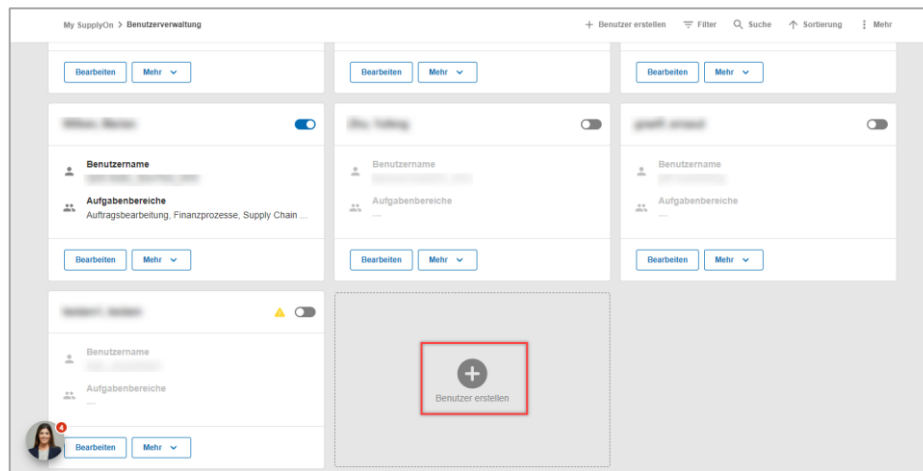 My SupplyOn > Benutzerverwaltung
+ Benutzer erstellen Filter Suche Sortierung Mehr
Bearbeiten Mehr
Bearbeiten Mehr
Bearbeiten Mehr
Benutzername
Aufgabenbereiche
Auftragsbearbeitung, Finanzprozesse, Supply Chain ...
Bearbeiten Mehr
Benutzername
Aufgabenbereiche
—
Bearbeiten Mehr
Benutzername
Aufgabenbereiche
—
Bearbeiten Mehr
Benutzername
Aufgabenbereiche
—
Bearbeiten Mehr
Benutzer erstellen
4